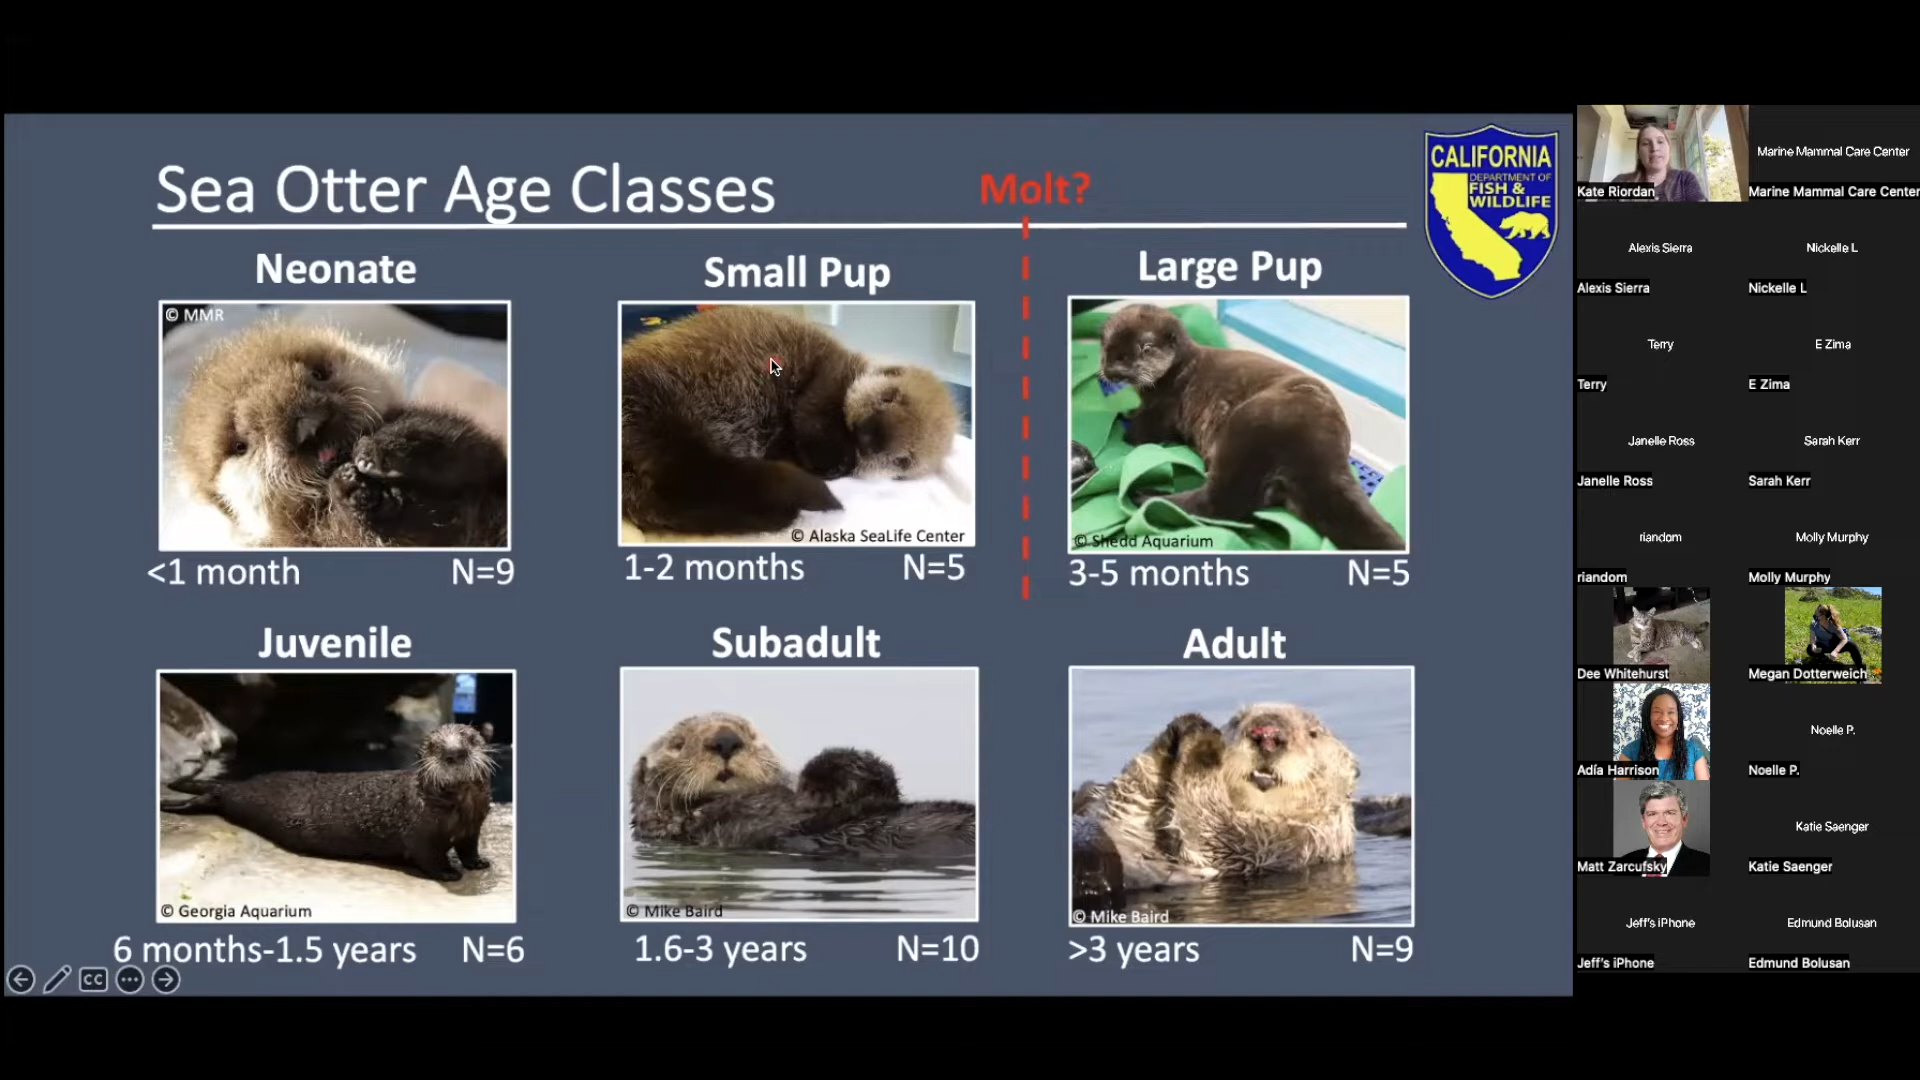 Sea Otter Age Classes
Molt?
CALIFORNIA
DEPARTMENT OF
FISH &
WILDLIFE
Neonate
Small Pup
Large Pup
© MMR
© Alaska SeaLife Center
© Shedd Aquarium
<1 month N=9
1-2 months N=5
3-5 months N=5
Juvenile
Subadult
Adult
© Georgia Aquarium
© Mike Baird
© Mike Baird
6 months-1.5 years N=6
1.6-3 years N=10
>3 years N=9
CC
Kate Riordan
Marine Mammal Care Center
Marine Mammal Care Center
Alexis Sierra
Nickelle L
Alexis Sierra
Nickelle L
Terry
E Zima
Terry
E Zima
Janelle Ross
Sarah Kerr
Janelle Ross
Sarah Kerr
riandom
Molly Murphy
riandom
Molly Murphy
Dee Whitehurst
Megan Dotterweich
Noelle P.
Adía Harrison
Noelle P.
Katie Saenger
Matt Zarcufsky
Katie Saenger
Jeff's iPhone
Edmund Bolusan
Jeff's iPhone
Edmund Bolusan